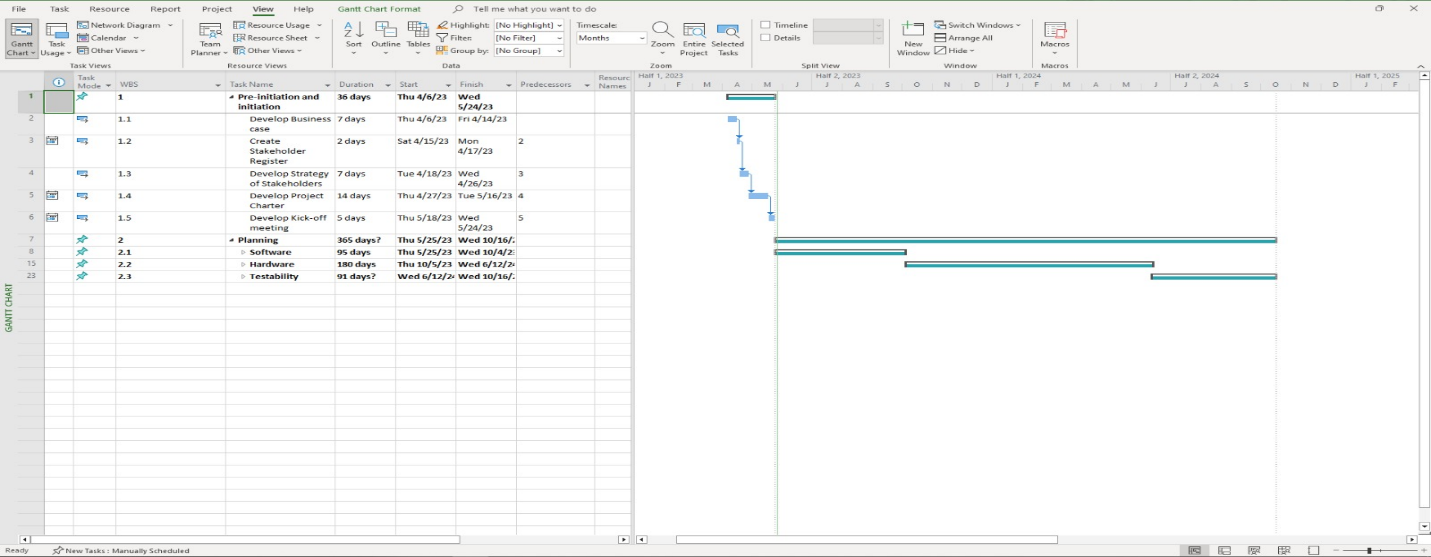 File Task Resource Report Project View Help Gantt Chart Format Tell me what you want to do
Network Diagram Resource Usage Highlight: [No Highlight] Timescale: Timeline Switch Windows
Calendar Resource Sheet Filter: [No Filter] Months Details Arrange All
Gantt Chart Task Usage Other Views Team Planner Other Views Sort Outline Tables Group by: [No Group] Zoom Entire Project Selected Tasks New Window Hide Macros
Task Views Resource Views Data Zoom Split View Window Macros
Task Mode WBS Task Name Duration Start Finish Predecessors Resourc Names
Half 1, 2023 Half 2, 2023 Half 1, 2024 Half 2, 2024 Half 1, 2025
J F M A M J J A S O N D J F M A M J J A S O N D J F
1 1 Pre-initiation and initiation 36 days Thu 4/6/23 Wed 5/24/23
2 1.1 Develop Business case 7 days Thu 4/6/23 Fri 4/14/23
3 1.2 Create Stakeholder Register 2 days Sat 4/15/23 Mon 4/17/23 2
4 1.3 Develop Strategy of Stakeholders 7 days Tue 4/18/23 Wed 4/26/23 3
5 1.4 Develop Project Charter 14 days Thu 4/27/23 Tue 5/16/23 4
6 1.5 Develop Kick-off meeting 5 days Thu 5/18/23 Wed 5/24/23 5
7 2 Planning 365 days? Thu 5/25/23 Wed 10/16/
8 2.1 Software 95 days Thu 5/25/23 Wed 10/4/2
15 2.2 Hardware 180 days Thu 10/5/23 Wed 6/12/2
23 2.3 Testability 91 days? Wed 6/12/2 Wed 10/16/
GANTT CHART
Ready New Tasks : Manually Scheduled